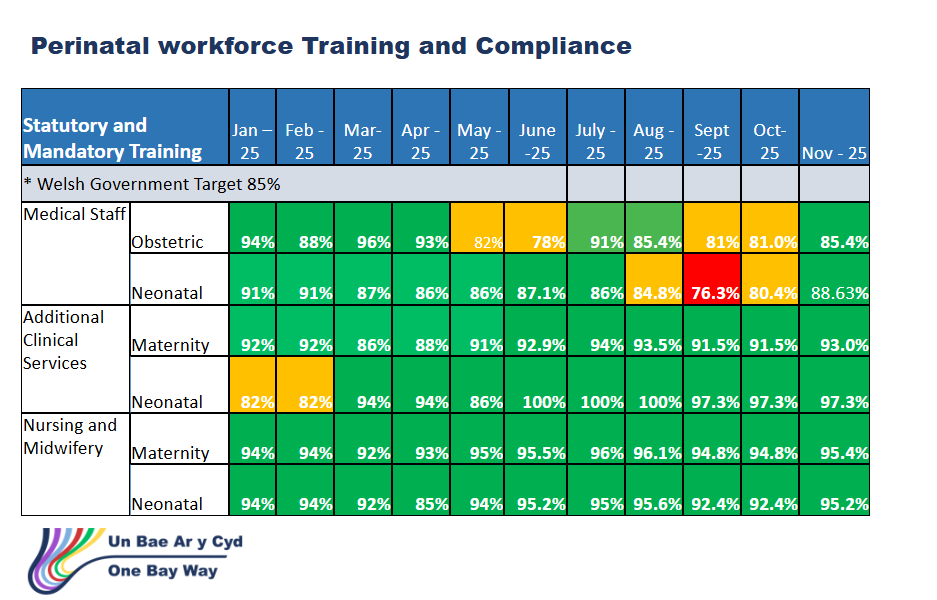 Perinatal workforce Training and Compliance
Statutory and Mandatory Training Jan – 25 Feb - 25 Mar- 25 Apr - 25 May - 25 June -25 July - 25 Aug - 25 Sept -25 Oct- 25 Nov - 25
* Welsh Government Target 85%
Medical Staff
Obstetric 94% 88% 96% 93% 82% 78% 91% 85.4% 81% 81.0% 85.4%
Neonatal 91% 91% 87% 86% 86% 87.1% 86% 84.8% 76.3% 80.4% 88.63%
Additional
Clinical
Services
Maternity 92% 92% 86% 88% 91% 92.9% 94% 93.5% 91.5% 91.5% 93.0%
Neonatal 82% 82% 94% 94% 86% 100% 100% 100% 97.3% 97.3% 97.3%
Nursing and
Midwifery
Maternity 94% 94% 92% 93% 95% 95.5% 96% 96.1% 94.8% 94.8% 95.4%
Neonatal 94% 94% 92% 85% 94% 95.2% 95% 95.6% 92.4% 92.4% 95.2%
Un Bae Ar y Cyd
One Bay Way